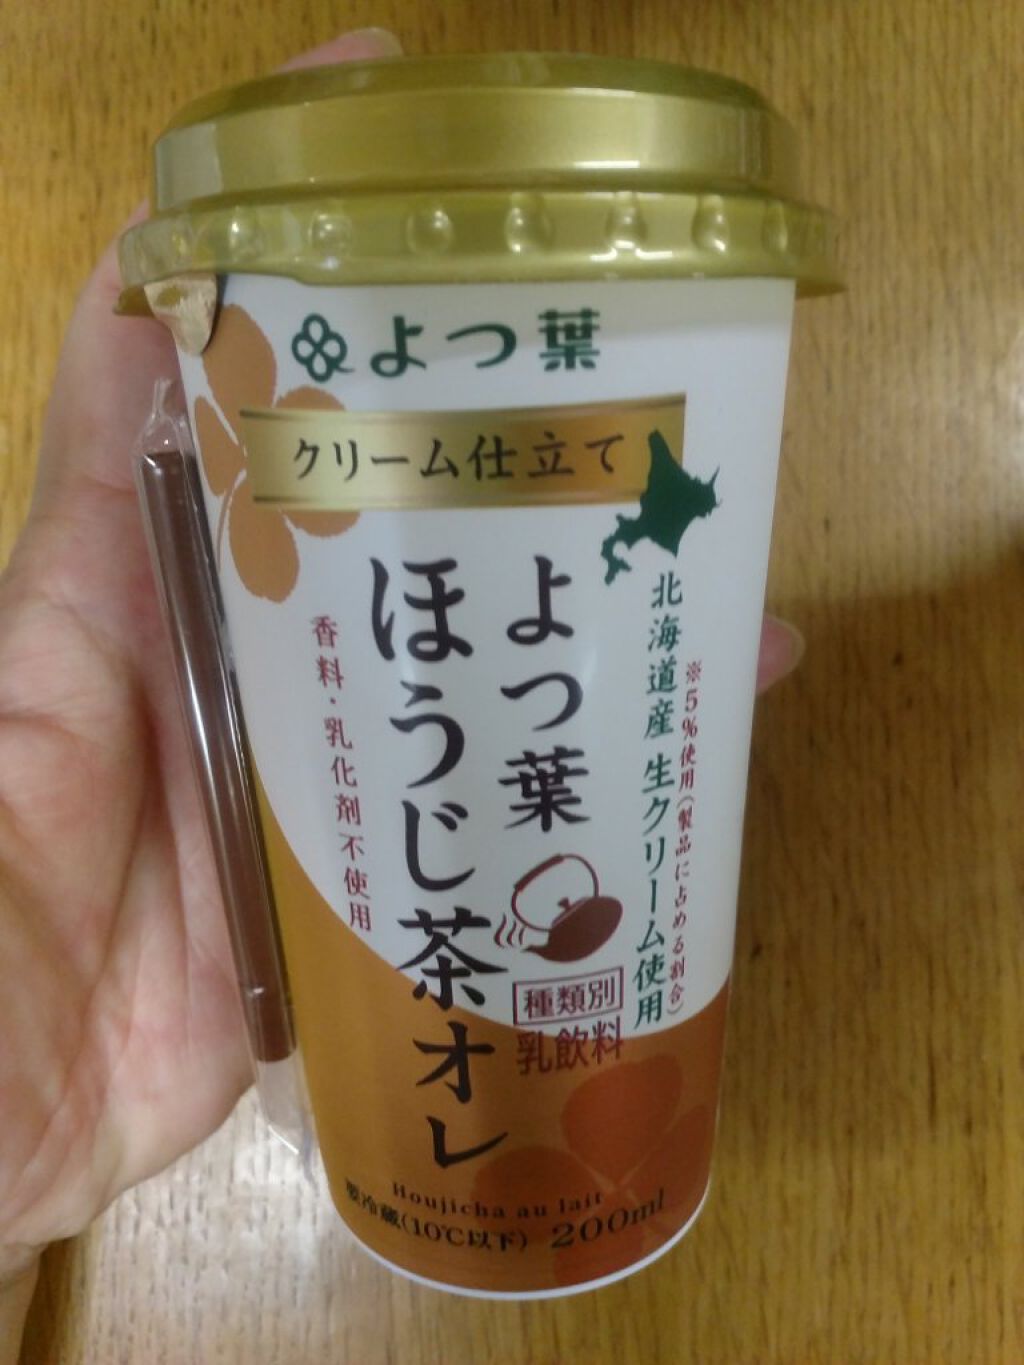 よつ葉
クリーム仕立て
北海道産 生クリーム使用
※5%使用(製品に占める割合)
よつ葉
ほうじ茶オレ
香料・乳化剤不使用
種類別
乳飲料
Houjicha au lait
要冷蔵(10℃以下) 200ml